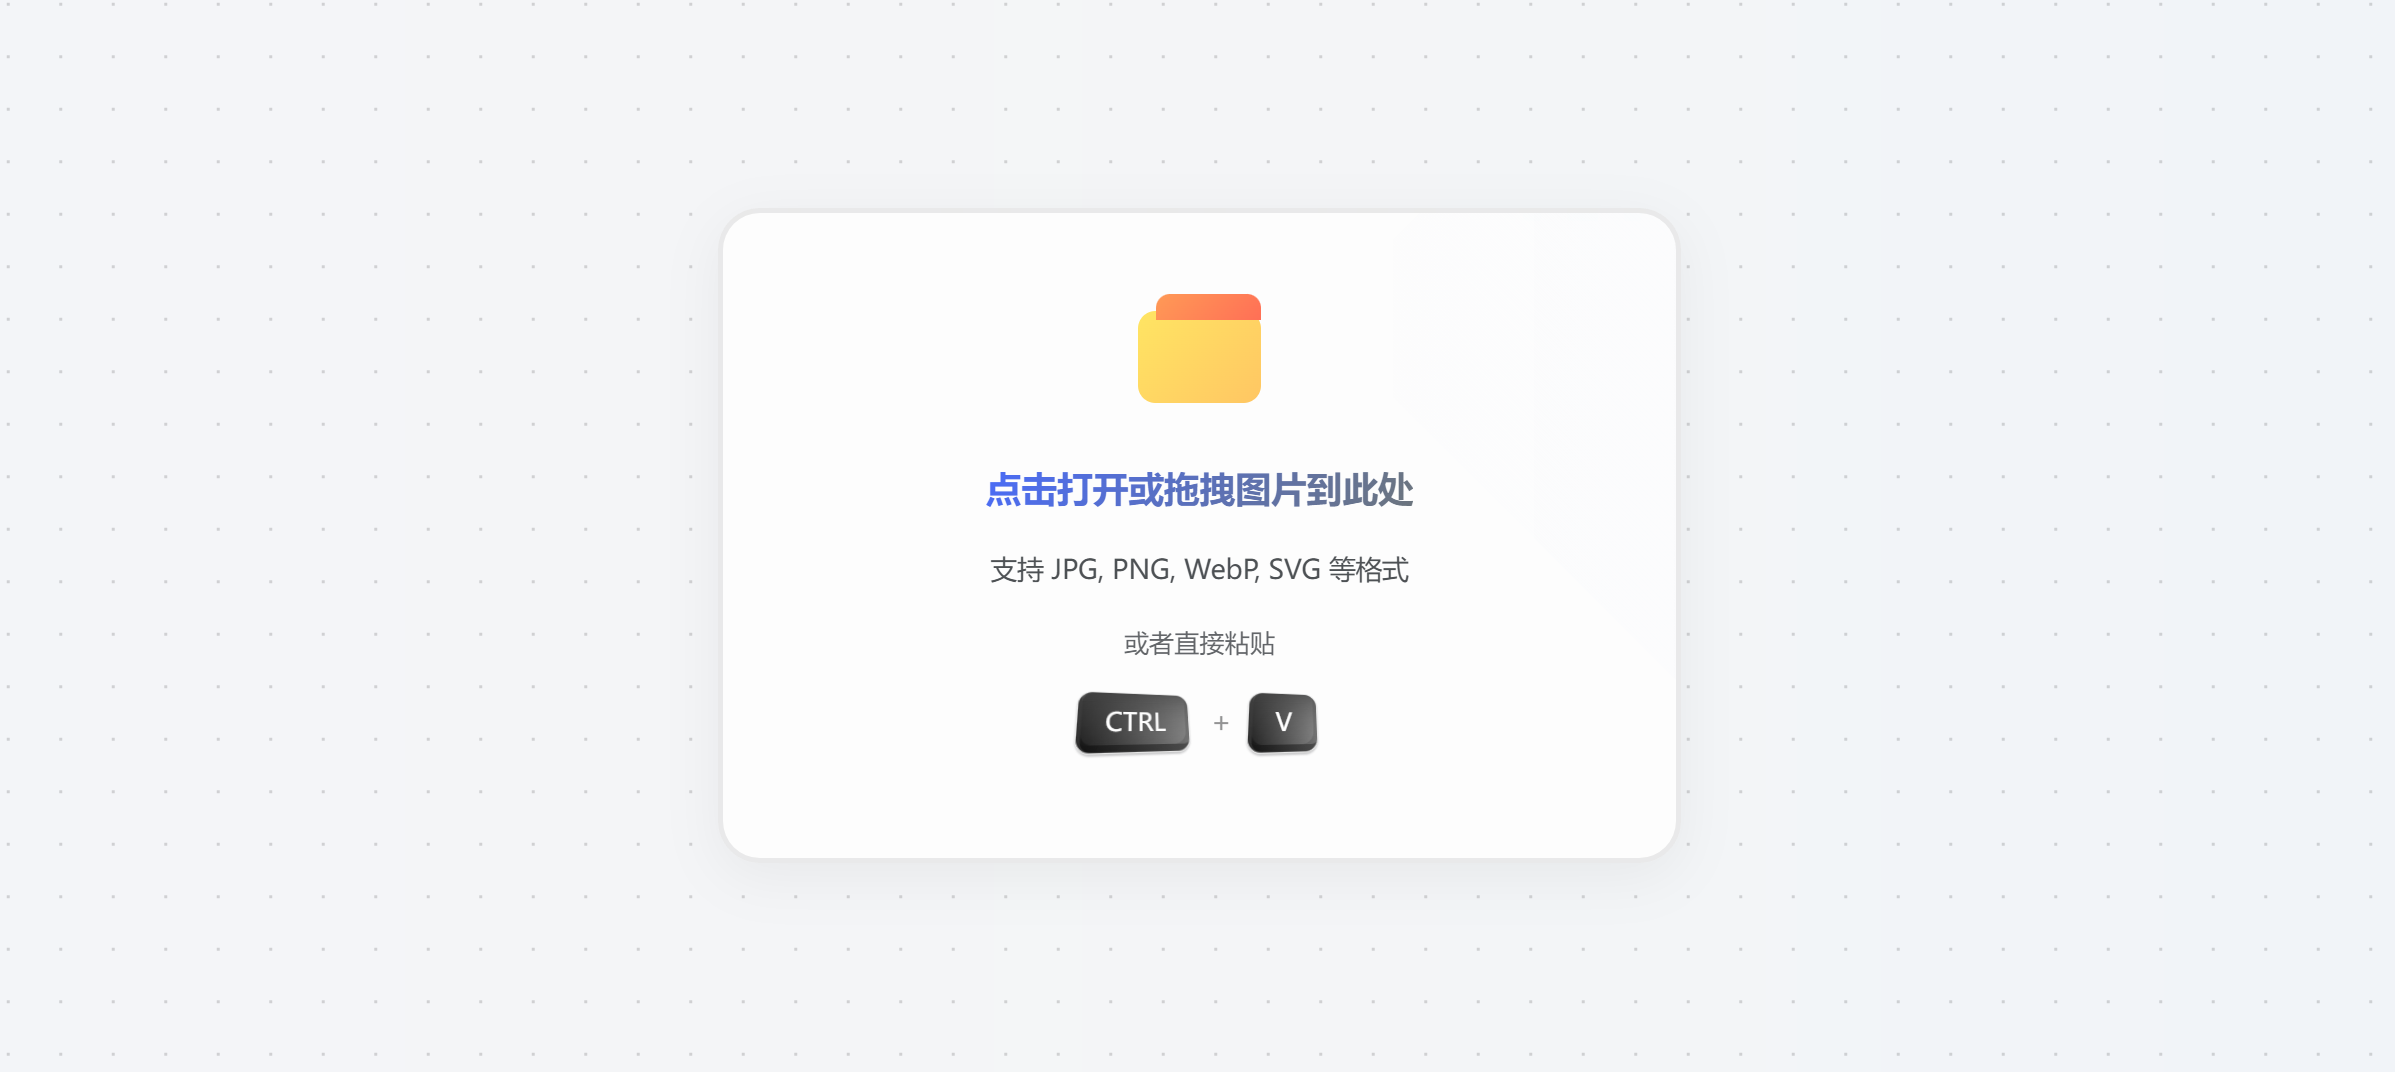 点击打开或拖拽图片到此处
支持 JPG, PNG, WebP, SVG 等格式
或者直接粘贴
CTRL + V